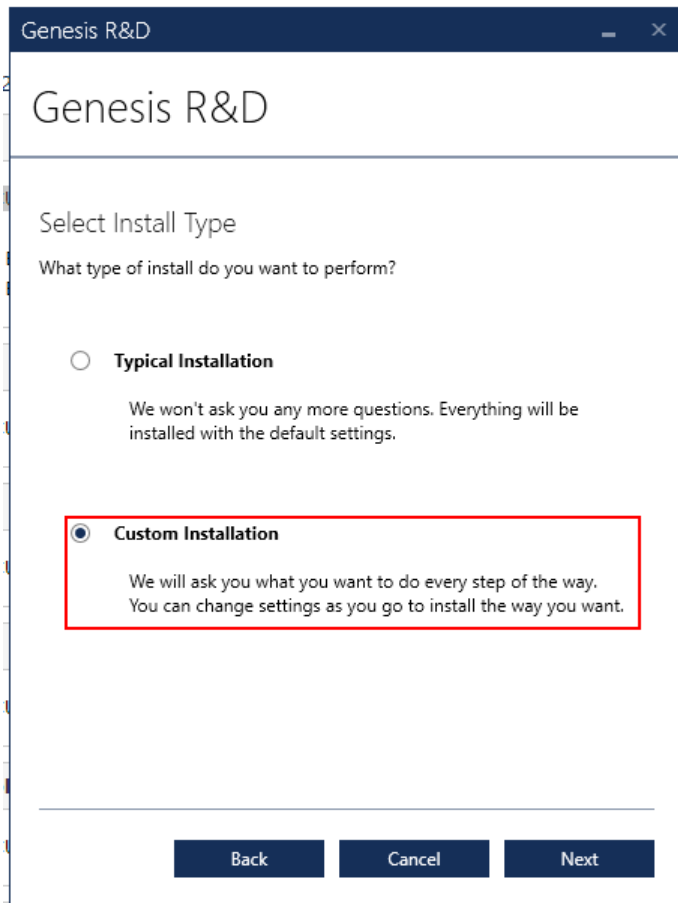 Genesis R&D
Genesis R&D
Select Install Type
What type of install do you want to perform?
Typical Installation
We won't ask you any more questions. Everything will be
installed with the default settings.
Custom Installation
We will ask you what you want to do every step of the way.
You can change settings as you go to install the way you want.
Back
Cancel
Next